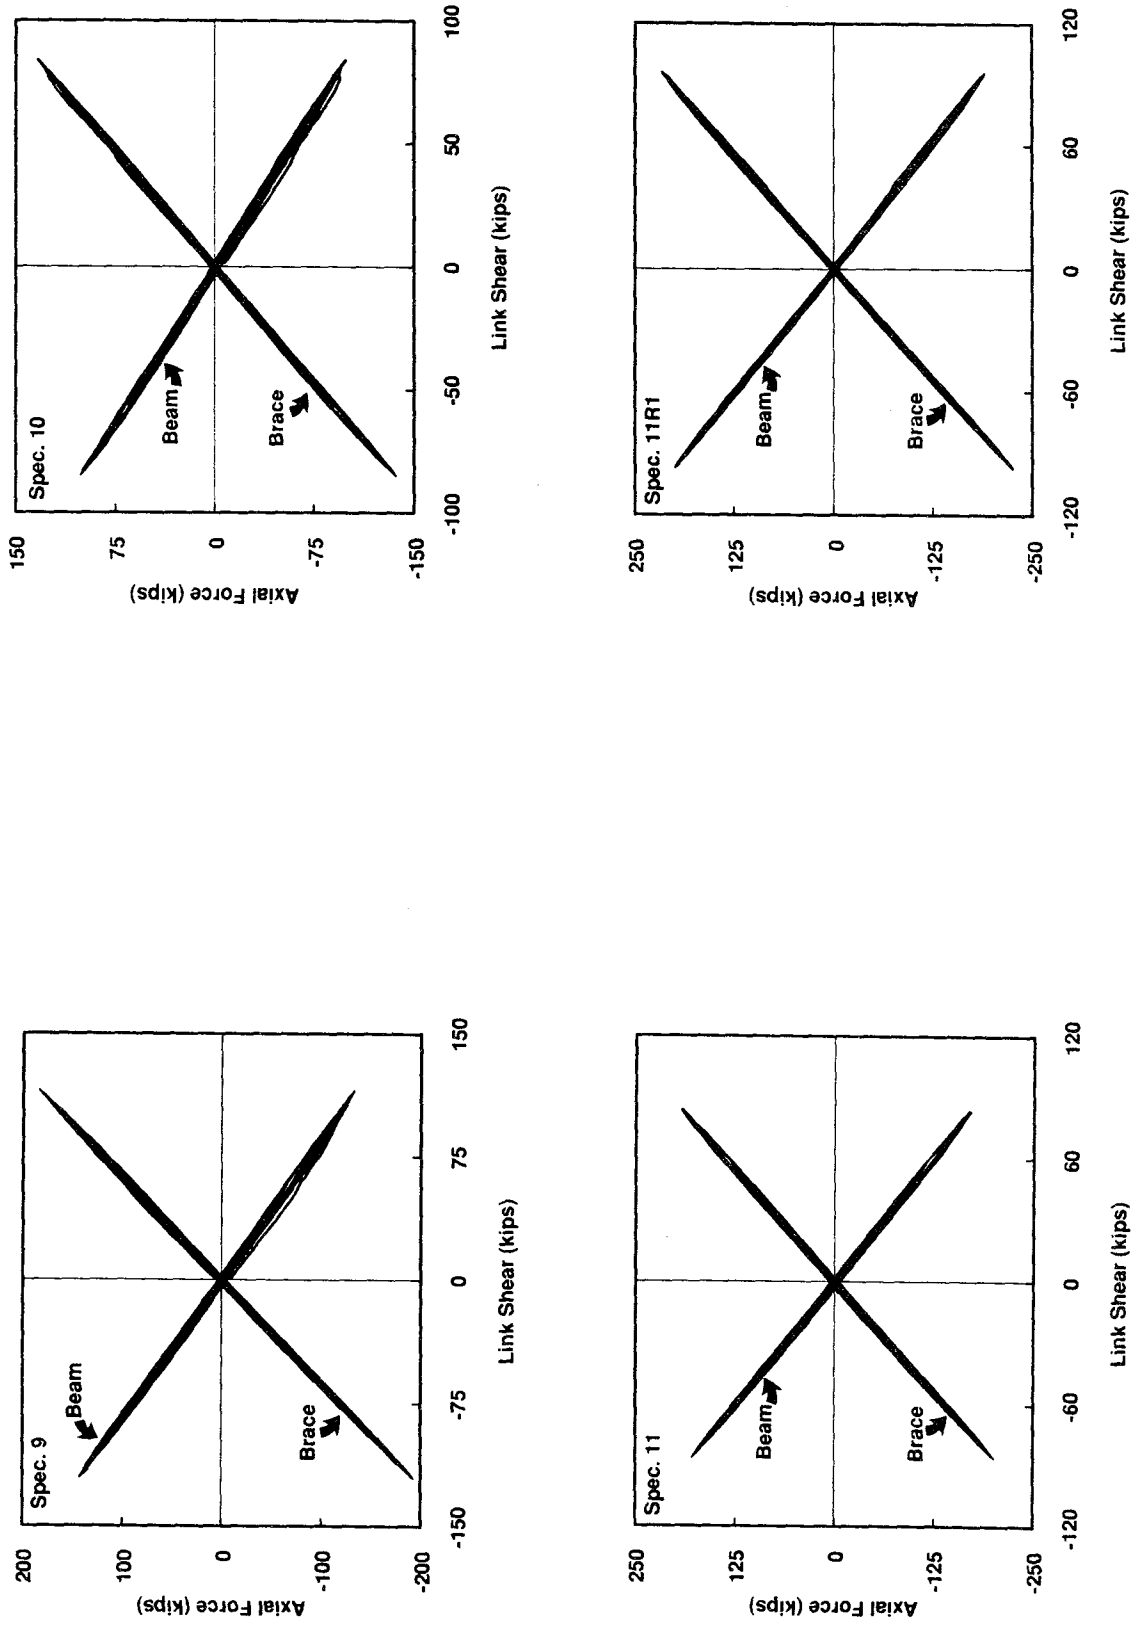 Spec. 9
Axial Force (kips)
200
100
0
-100
-200
Beam
Brace
-150
-75
0
75
150
Link Shear (kips)
Spec. 10
Axial Force (kips)
150
75
0
-75
-150
Beam
Brace
-100
-50
0
50
100
Link Shear (kips)
Spec. 11
Axial Force (kips)
250
125
0
-125
-250
Beam
Brace
-120
-60
0
60
120
Link Shear (kips)
Spec. 11R1
Axial Force (kips)
250
125
0
-125
-250
Beam
Brace
-120
-60
0
60
120
Link Shear (kips)